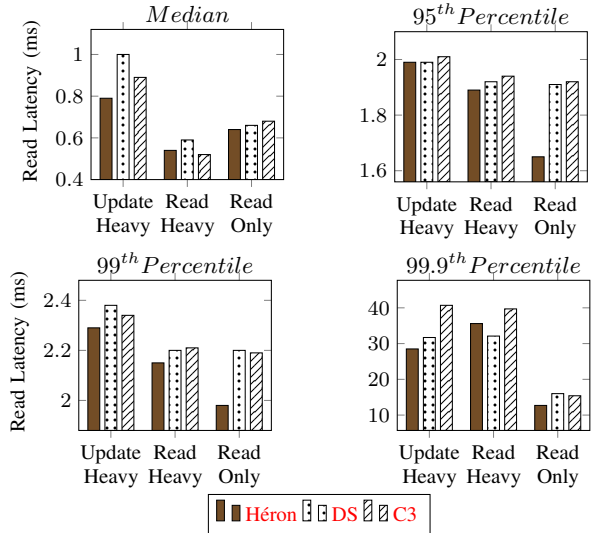 Median
Read Latency (ms)
1
0.8
0.6
0.4
Update Heavy
Read Heavy
Read Only
95th Percentile
2
1.8
1.6
Update Heavy
Read Heavy
Read Only
99th Percentile
Read Latency (ms)
2.4
2.2
2
Update Heavy
Read Heavy
Read Only
99.9th Percentile
40
30
20
10
Update Heavy
Read Heavy
Read Only
Héron DS C3